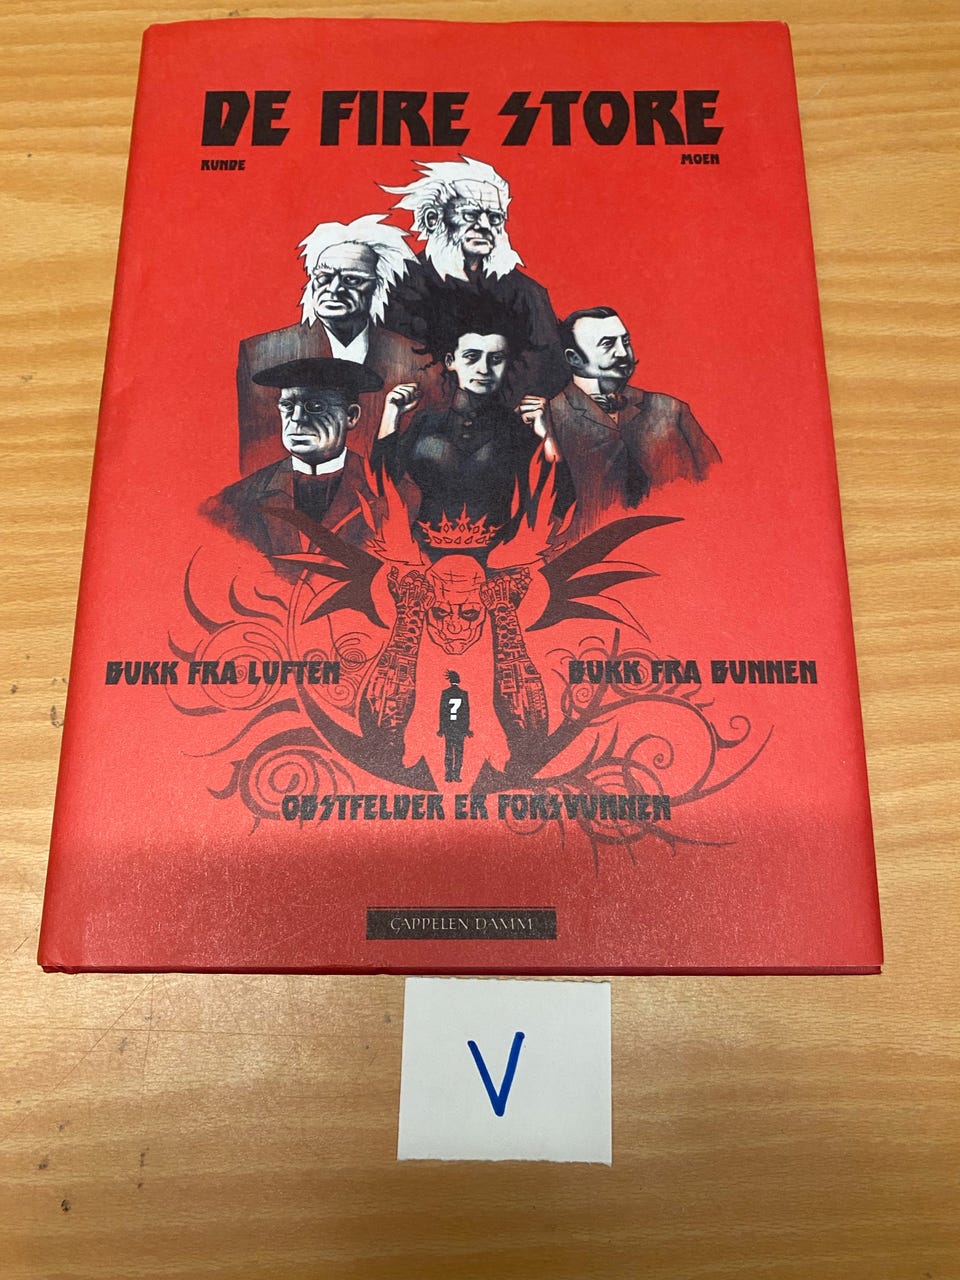 DE FIRE STORE
RUNDE MOEN
BUKK FRA LUFTEN BUKK FRA BUNNEN
?
OBSTFELDER ER FORSVUNNEN
CAPPELEN DAMM
V